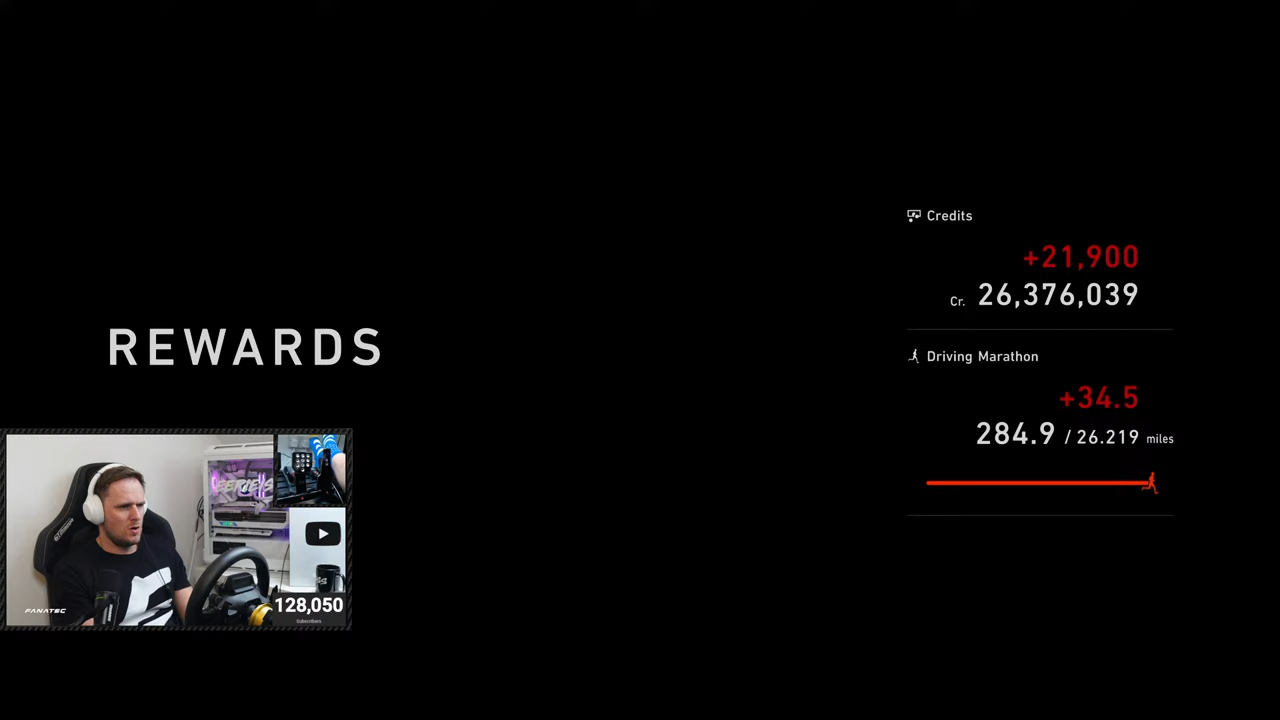 Credits
+21,900
Cr. 26,376,039
REWARDS
Driving Marathon
+34.5
284.9 / 26.219 miles
FANATEC
128,050
Subscribers